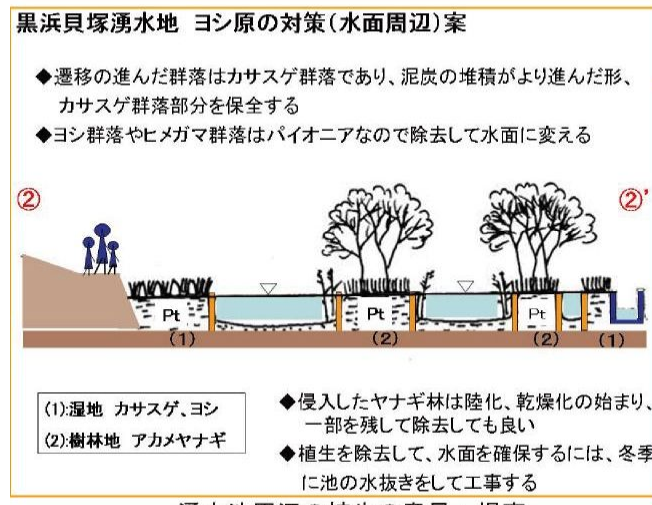 黒浜貝塚湧水地 ヨシ原の対策(水面周辺)案
◆遷移の進んだ群落はカサスゲ群落であり、泥炭の堆積がより進んだ形、
カサスゲ群落部分を保全する
◆ヨシ群落やヒメガマ群落はパイオニアなので除去して水面に変える
②
②'
Pt
Pt
Pt
(1)
(2)
(2)
(1)
(1):湿地 カサスゲ、ヨシ
(2):樹林地 アカメヤナギ
◆侵入したヤナギ林は陸化、乾燥化の始まり、
一部を残して除去しても良い
◆植生を除去して、水面を確保するには、冬季
に池の水抜きをして工事する